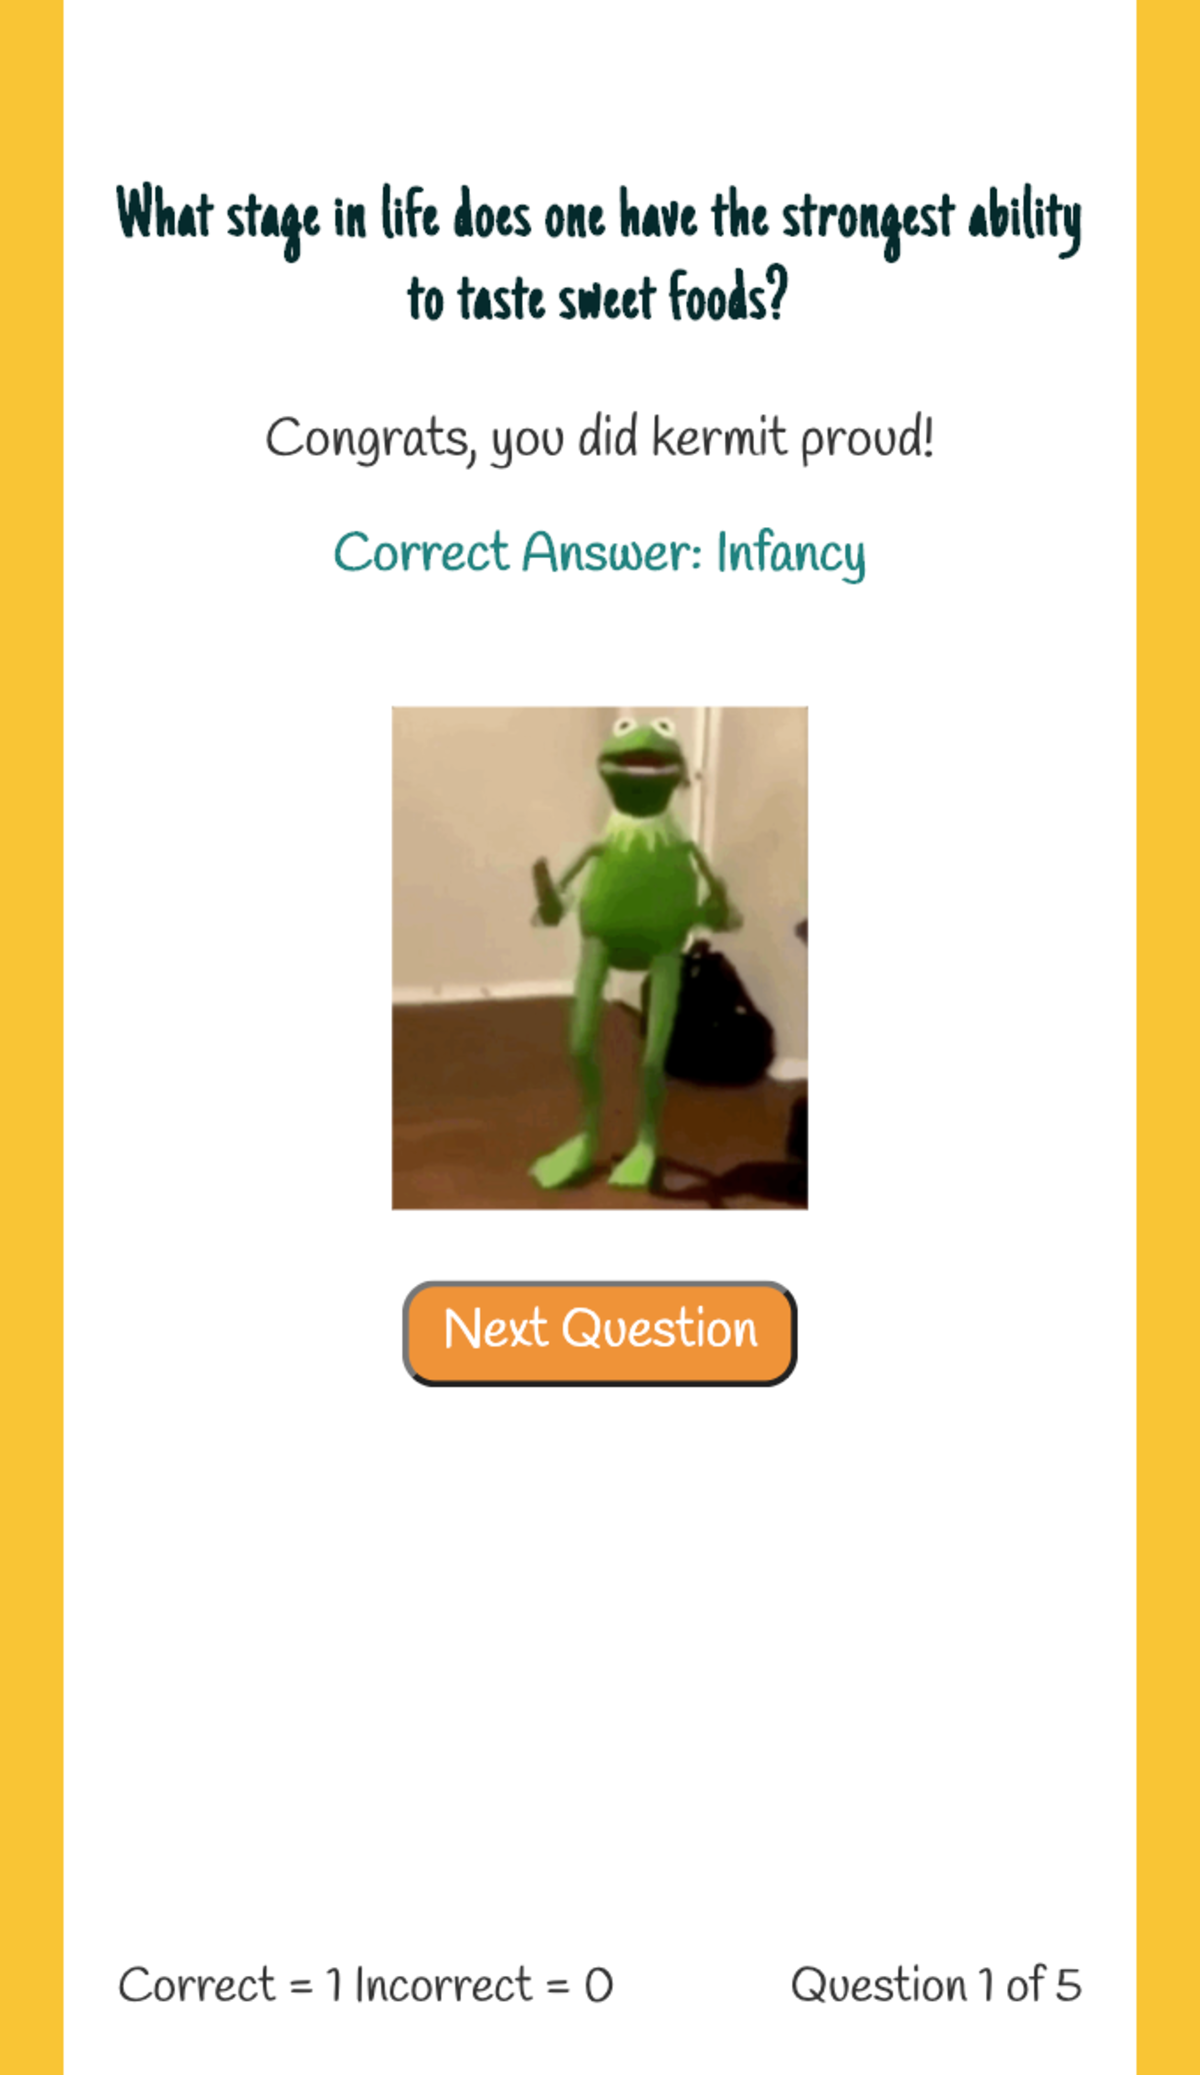 What stage in life does one have the strongest ability
to taste sweet foods?
Congrats, you did kermit proud!
Correct Answer: Infancy
Next Question
Correct = 1 Incorrect = 0
Question 1 of 5